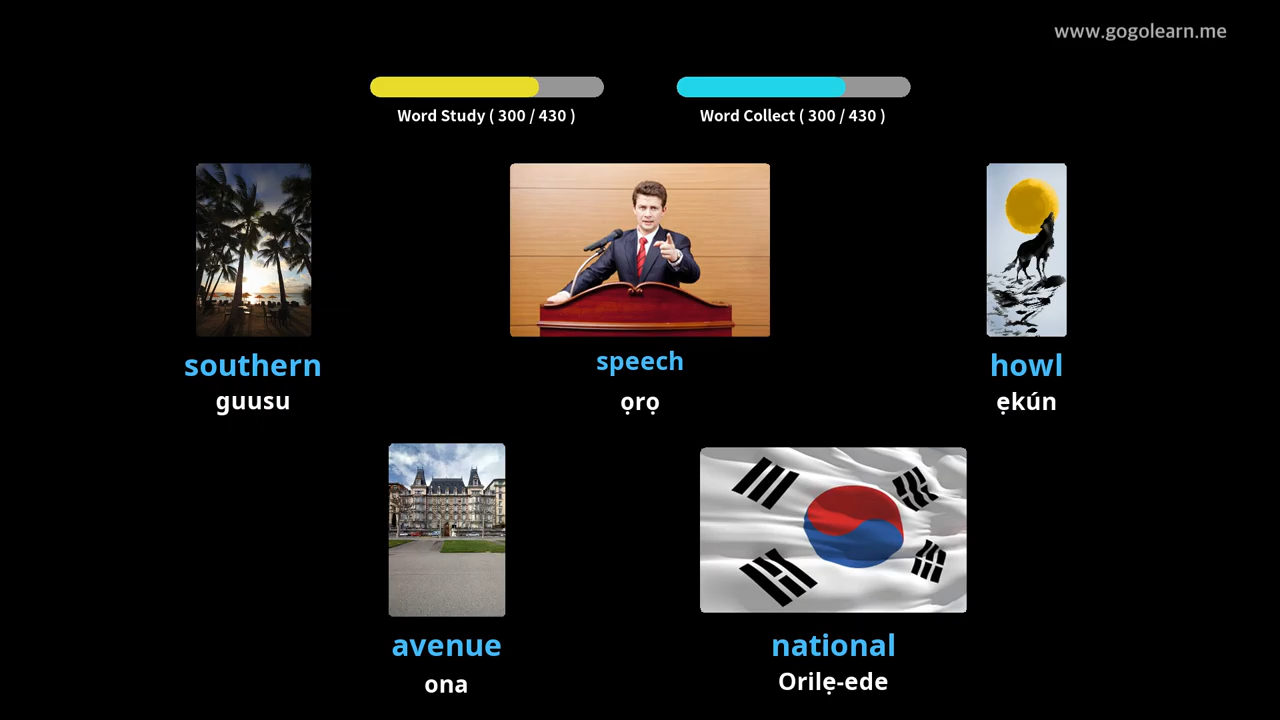 www.gogolearn.me
Word Study ( 300 / 430 )
Word Collect ( 300 / 430 )
southern
guusu
speech
ọrọ
howl
ẹkún
avenue
ona
national
Orilẹ-ede